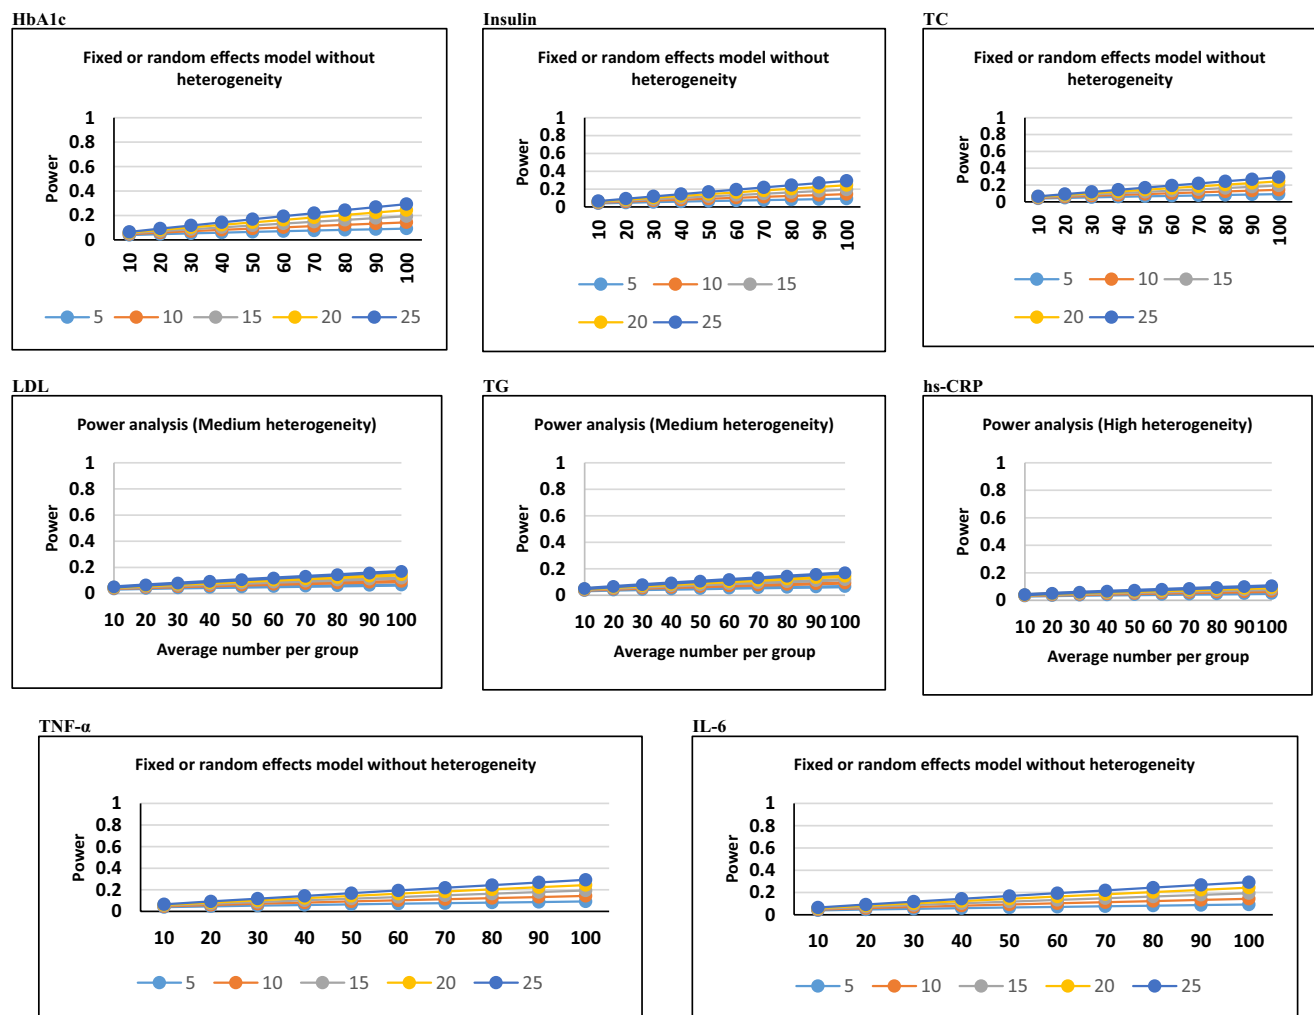 HbA1c
Fixed or random effects model without
heterogeneity
Power
1
0.8
0.6
0.4
0.2
0
10 20 30 40 50 60 70 80 90 100
5 10 15 20 25
Insulin
Fixed or random effects model without
heterogeneity
Power
1
0.8
0.6
0.4
0.2
0
10 20 30 40 50 60 70 80 90 100
5 10 15
20 25
TC
Fixed or random effects model without
heterogeneity
Power
1
0.8
0.6
0.4
0.2
0
10 20 30 40 50 60 70 80 90 100
5 10 15
20 25
LDL
Power analysis (Medium heterogeneity)
Power
1
0.8
0.6
0.4
0.2
0
10 20 30 40 50 60 70 80 90 100
Average number per group
TG
Power analysis (Medium heterogeneity)
Power
1
0.8
0.6
0.4
0.2
0
10 20 30 40 50 60 70 80 90 100
Average number per group
hs-CRP
Power analysis (High heterogeneity)
Power
1
0.8
0.6
0.4
0.2
0
10 20 30 40 50 60 70 80 90 100
Average number per group
TNF-α
Fixed or random effects model without heterogeneity
Power
1
0.8
0.6
0.4
0.2
0
10 20 30 40 50 60 70 80 90 100
5 10 15 20 25
IL-6
Fixed or random effects model without heterogeneity
Power
1
0.8
0.6
0.4
0.2
0
10 20 30 40 50 60 70 80 90 100
5 10 15 20 25